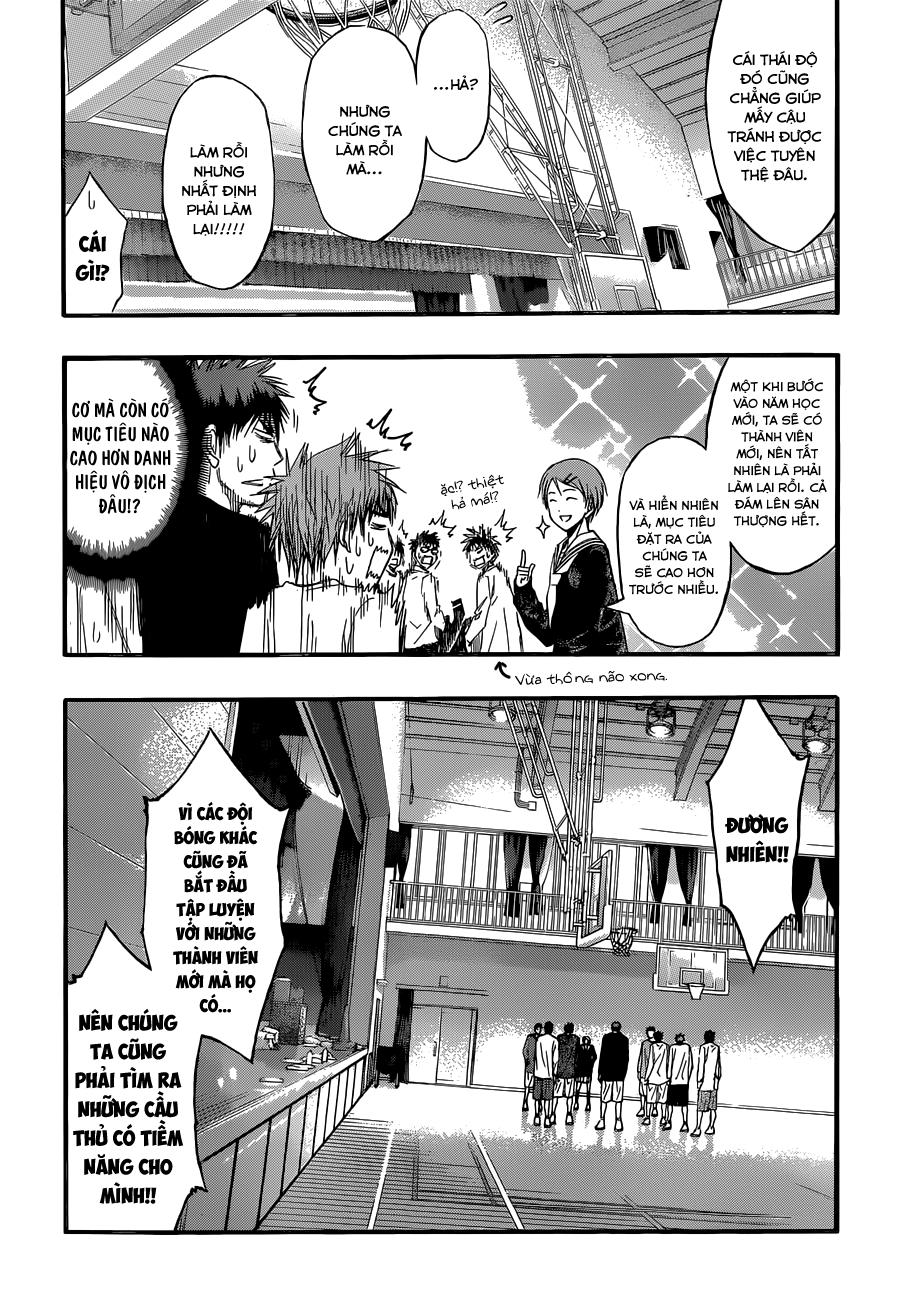 CÁI THÁI ĐỘ
ĐÓ CŨNG
CHẲNG GIÚP
MẤY CẬU
TRÁNH ĐƯỢC
VIỆC TUYÊN
THỆ ĐÂU.
...HẢ?
NHƯNG
CHÚNG TA
LÀM RỒI
MÀ...
LÀM RỒI
NHƯNG
NHẤT ĐỊNH
PHẢI LÀM
LẠI!!!!!
CÁI
GÌ!?
MỘT KHI BƯỚC
VÀO NĂM HỌC
MỚI, TA SẼ CÓ
THÀNH VIÊN
MỚI, NÊN TẤT
NHIÊN LÀ PHẢI
LÀM LẠI RỒI. CẢ
ĐÁM LÊN SÂN
THƯỢNG HẾT.
VÀ HIỂN NHIÊN
LÀ, MỤC TIÊU
ĐẶT RA CỦA
CHÚNG TA
SẼ CAO HƠN
TRƯỚC NHIỀU.
ặc!? thiệt
hả má!?
CƠ MÀ CÒN CÓ
MỤC TIÊU NÀO
CAO HƠN DANH
HIỆU VÔ ĐỊCH
ĐÂU!?
Vừa thông não xong.
ĐƯƠNG
NHIÊN!!
VÌ CÁC ĐỘI
BÓNG KHÁC
CŨNG ĐÃ
BẮT ĐẦU
TẬP LUYỆN
VỚI NHỮNG
THÀNH VIÊN
MỚI MÀ HỌ
CÓ...
NÊN CHÚNG
TA CŨNG
PHẢI TÌM RA
NHỮNG CẦU
THỦ CÓ TIỀM
NĂNG CHO
MÌNH!!